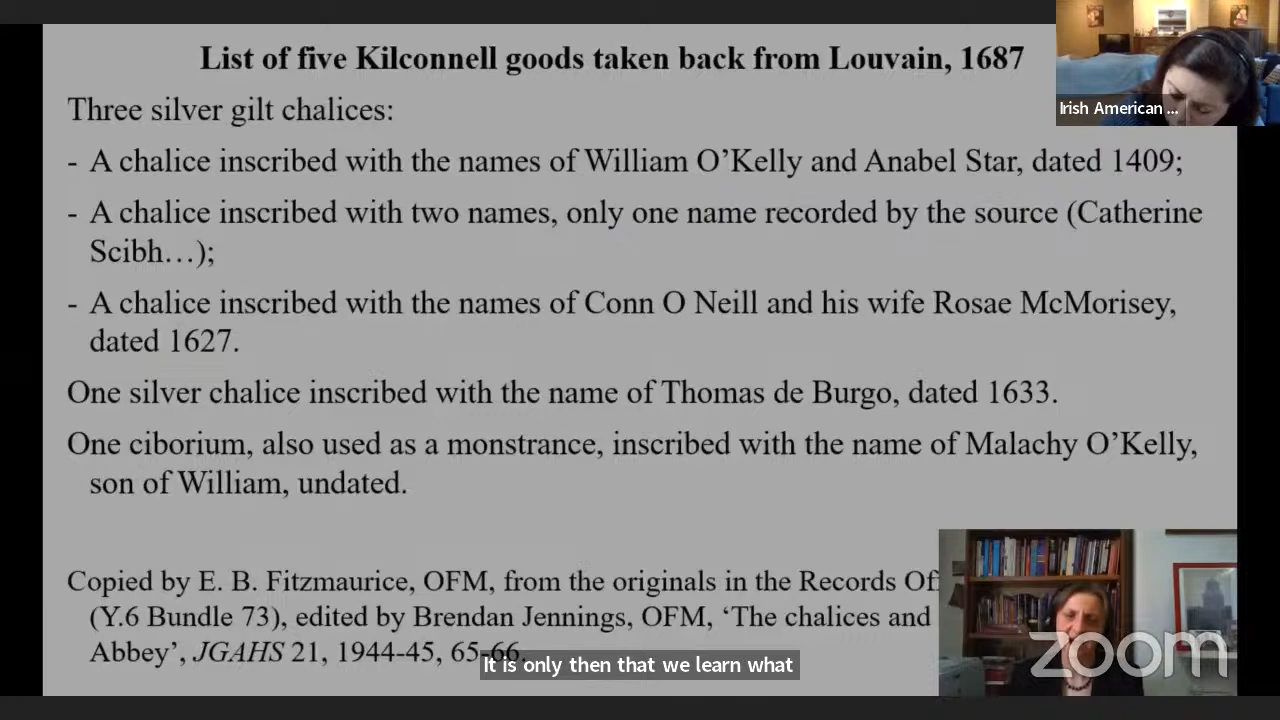 List of five Kilconnell goods taken back from Louvain, 1687
Irish American ...
Three silver gilt chalices:
- A chalice inscribed with the names of William O’Kelly and Anabel Star, dated 1409;
- A chalice inscribed with two names, only one name recorded by the source (Catherine
Scibh…);
- A chalice inscribed with the names of Conn O Neill and his wife Rosae McMorisey,
dated 1627.
One silver chalice inscribed with the name of Thomas de Burgo, dated 1633.
One ciborium, also used as a monstrance, inscribed with the name of Malachy O’Kelly,
son of William, undated.
Copied by E. B. Fitzmaurice, OFM, from the originals in the Records
(Y.6 Bundle 73), edited by Brendan Jennings, OFM, ‘The chalices and
Abbey’, JGAHS 21, 1944-45, 65-66.
It is only then that we learn what
zoom